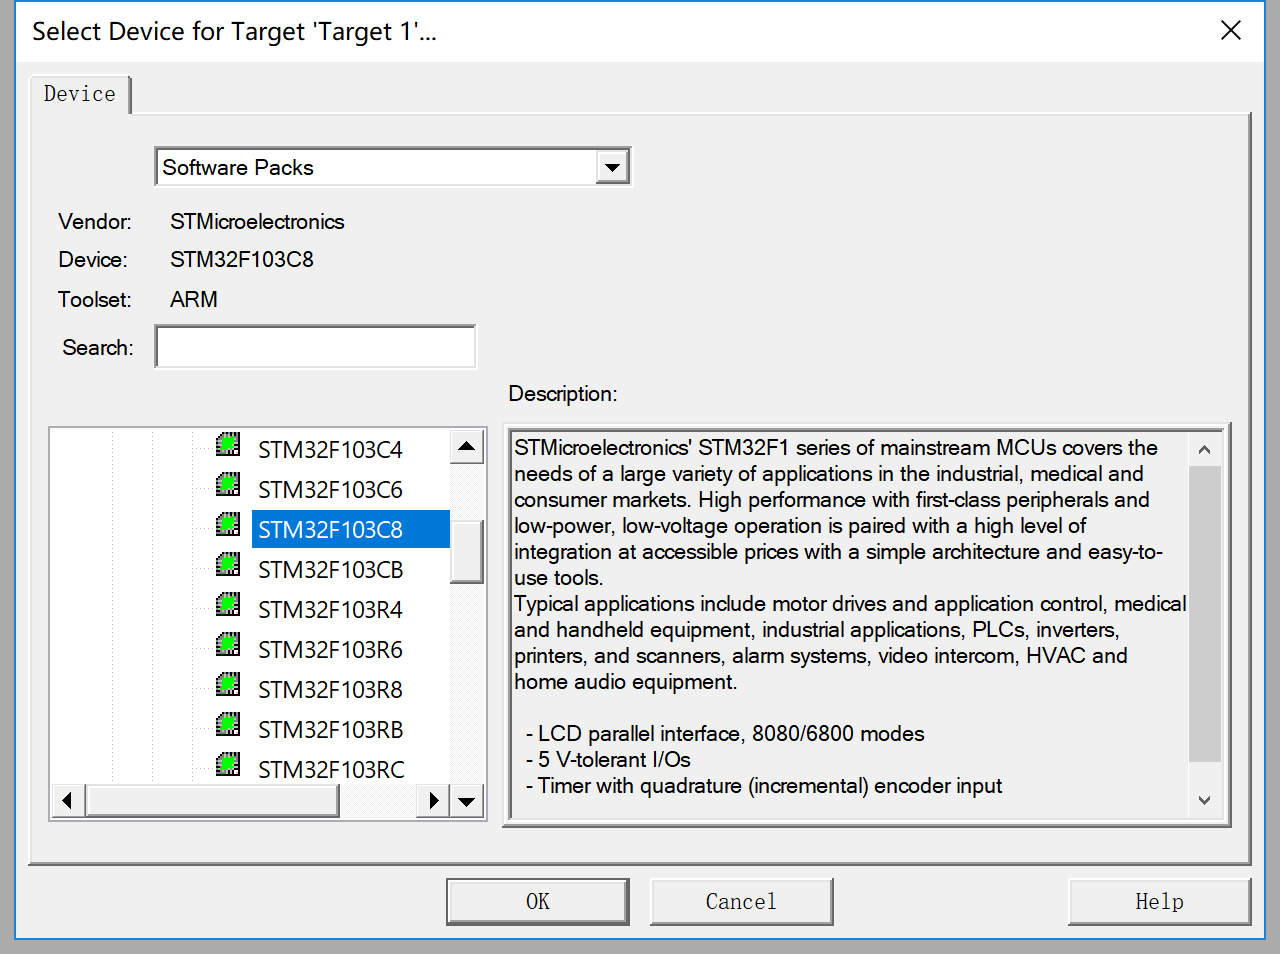 Select Device for Target 'Target 1'...
Device
Software Packs
Vendor: STMicroelectronics
Device: STM32F103C8
Toolset: ARM
Search:
Description:
STM32F103C4
STM32F103C6
STM32F103C8
STM32F103CB
STM32F103R4
STM32F103R6
STM32F103R8
STM32F103RB
STM32F103RC
STMicroelectronics' STM32F1 series of mainstream MCUs covers the
needs of a large variety of applications in the industrial, medical and
consumer markets. High performance with first-class peripherals and
low-power, low-voltage operation is paired with a high level of
integration at accessible prices with a simple architecture and easy-to-
use tools.
Typical applications include motor drives and application control, medical
and handheld equipment, industrial applications, PLCs, inverters,
printers, and scanners, alarm systems, video intercom, HVAC and
home audio equipment.
- LCD parallel interface, 8080/6800 modes
- 5 V-tolerant I/Os
- Timer with quadrature (incremental) encoder input
OK
Cancel
Help